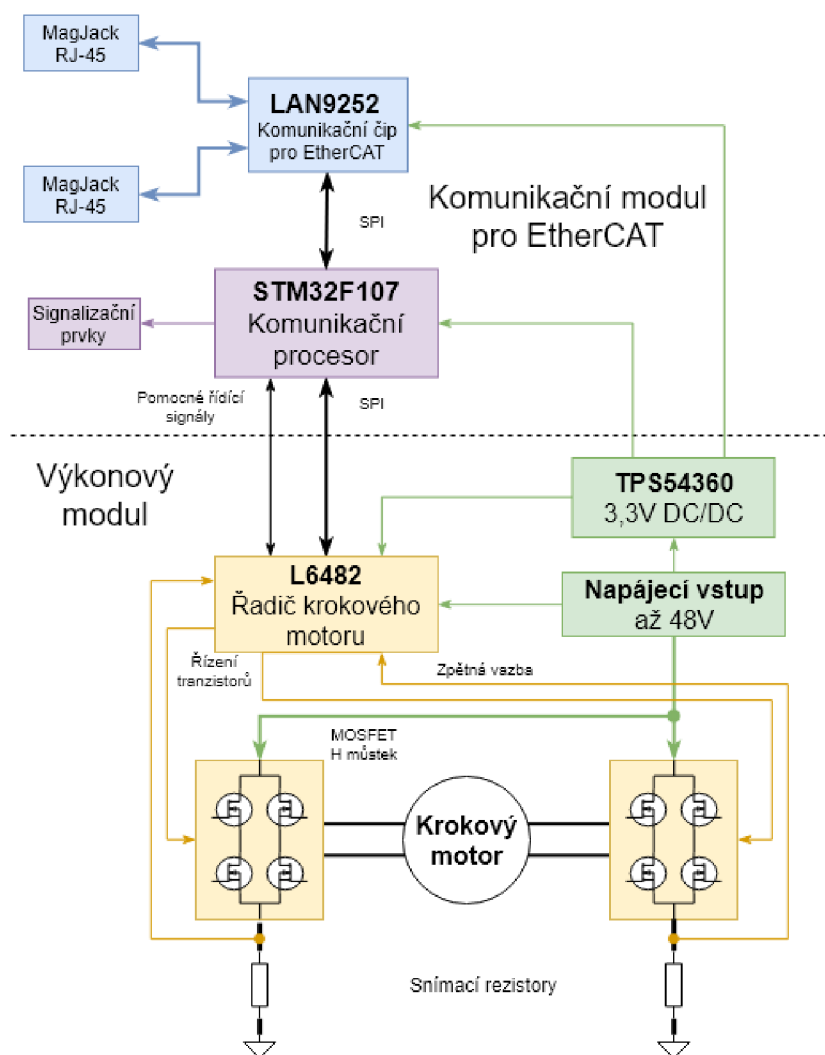 MagJack
RJ-45
LAN9252
Komunikační čip
pro EtherCAT
MagJack
RJ-45
Komunikační modul
pro EtherCAT
SPI
STM32F107
Komunikační
procesor
Signalizační
prvky
Pomocné řídící
signály
SPI
Výkonový
modul
TPS54360
3,3V DC/DC
L6482
Řadič krokového
motoru
Napájecí vstup
až 48V
Řízení
tranzistorů
Zpětná vazba
MOSFET
H můstek
Krokový
motor
Snímací rezistory